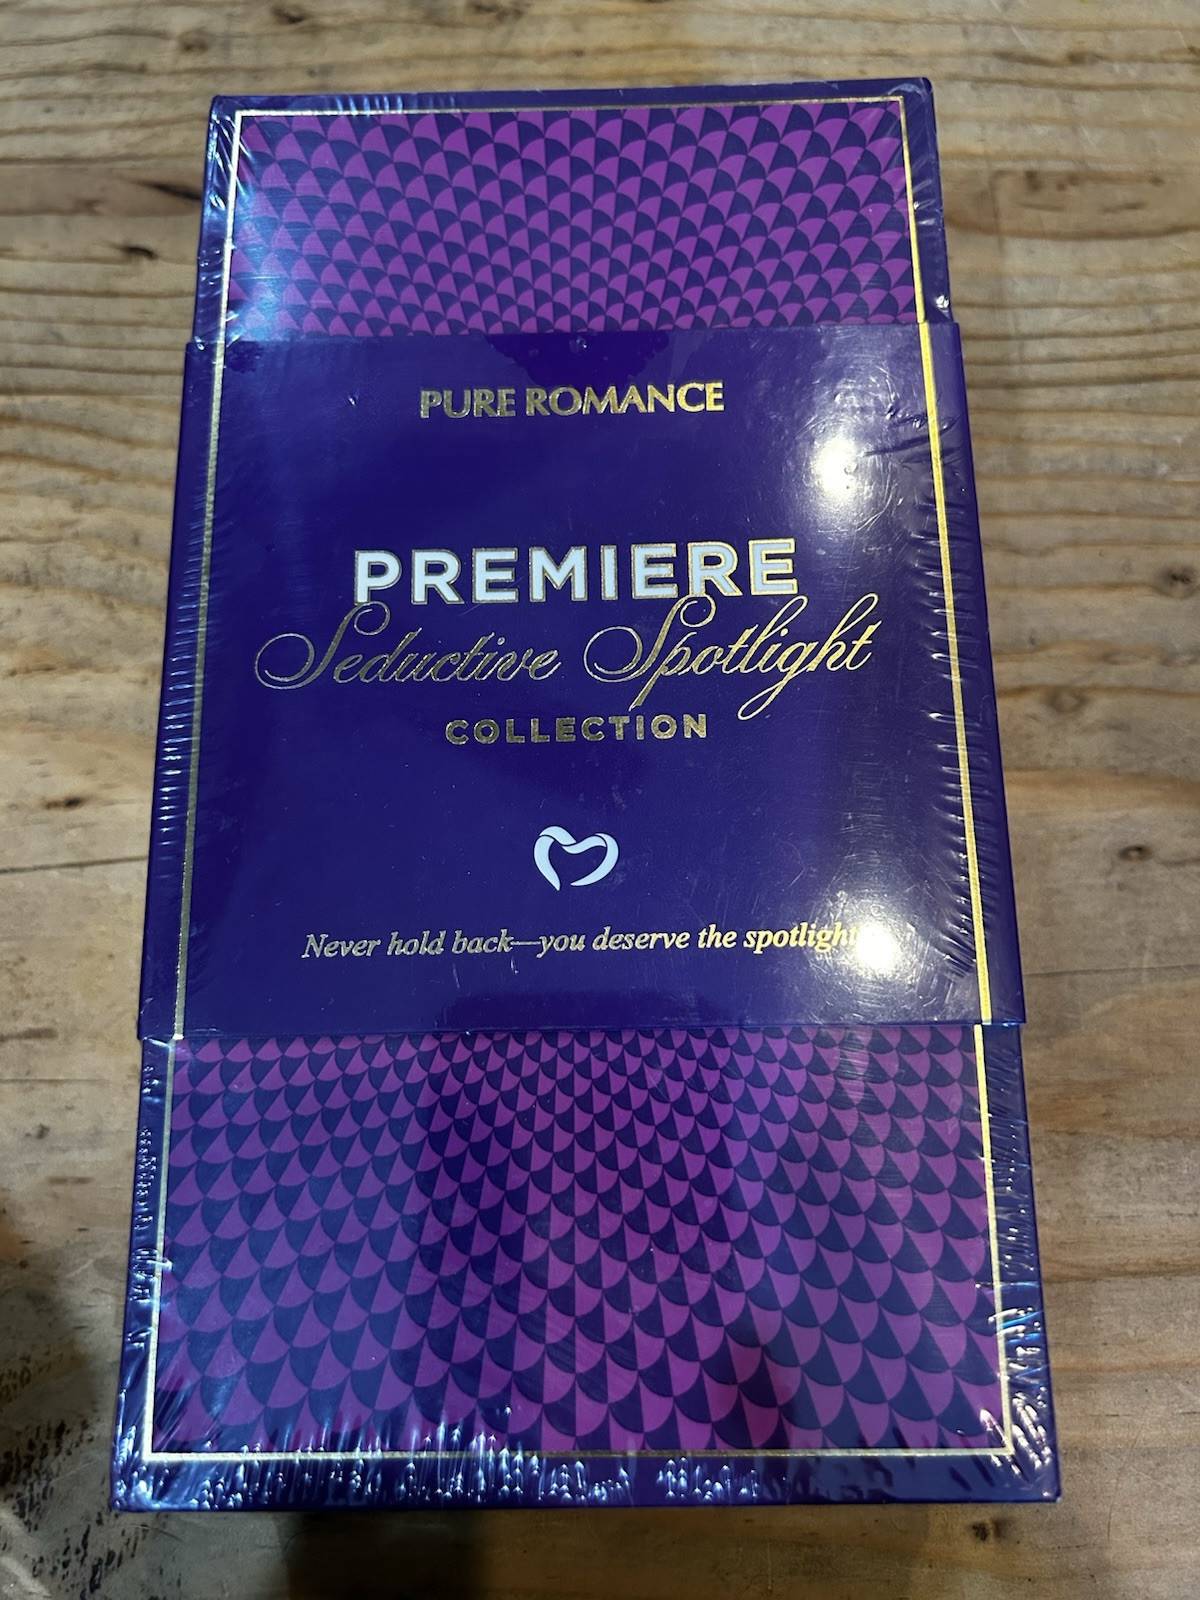 PURE ROMANCE
PREMIERE
Seductive Spotlight
COLLECTION
Never hold back—you deserve the spotlight